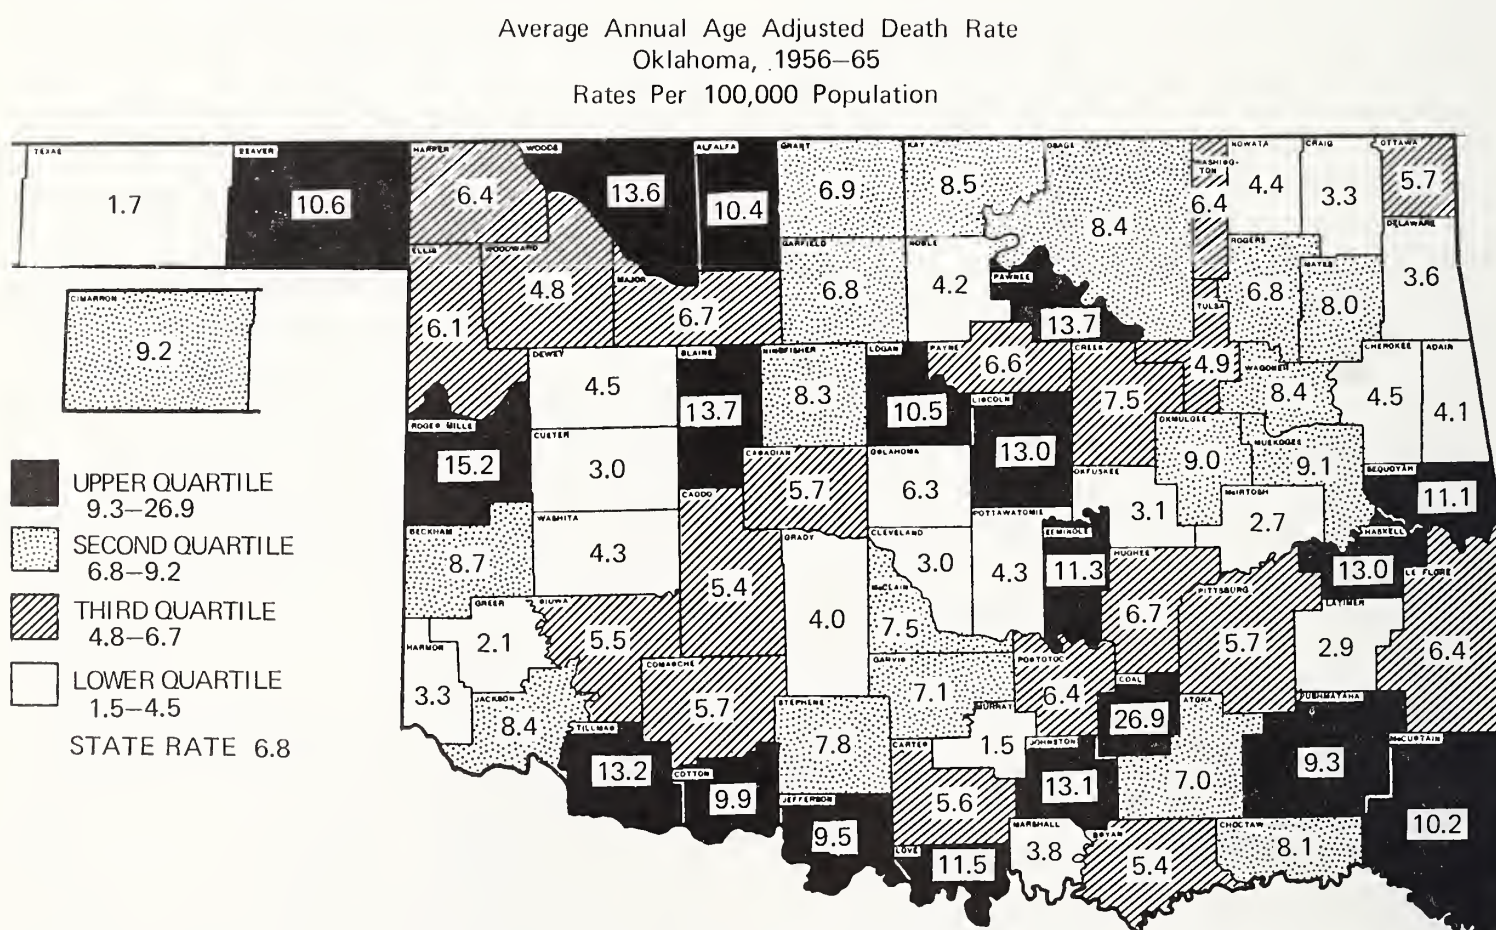 Average Annual Age Adjusted Death Rate
Oklahoma, .1956–65
Rates Per 100,000 Population
TEXAS
1.7
BEAVER
10.6
HARPER
6.4
WOODS
13.6
ALFALFA
10.4
GRANT
6.9
KAY
8.5
OSAGE
8.4
WASHING-
TON
6.4
NOWATA
4.4
CRAIG
3.3
OTTAWA
5.7
DELAWARE
3.6
CIMARRON
9.2
ELLIS
6.1
WOODWARD
4.8
MAJOR
6.7
GARFIELD
6.8
NOBLE
4.2
PAWNEE
13.7
TULSA
4.9
ROGERS
6.8
MAYES
8.0
DEWEY
4.5
BLAINE
13.7
KINGFISHER
8.3
LOGAN
10.5
PAYNE
6.6
LINCOLN
13.0
CREEK
7.5
WAGONER
8.4
CHEROKEE
4.5
ADAIR
4.1
ROGER MILLS
15.2
CUSTER
3.0
CANADIAN
5.7
OKLAHOMA
6.3
OKFUSKEE
3.1
OKMULGEE
9.0
MUSKOGEE
9.1
SEQUOYAH
11.1
BECKHAM
8.7
WASHITA
4.3
CADDO
5.4
GRADY
4.0
CLEVELAND
3.0
McCLAIN
7.5
POTTAWATOMIE
4.3
SEMINOLE
11.3
HUGHES
6.7
McINTOSH
2.7
HASKELL
13.0
PITTSBURG
5.7
LATIMER
2.9
LE FLORE
6.4
GREER
2.1
HARMON
3.3
KIOWA
5.5
JACKSON
8.4
COMANCHE
5.7
TILLMAN
13.2
COTTON
9.9
STEPHENS
7.8
JEFFERSON
9.5
GARVIN
7.1
MURRAY
1.5
PONTOTOC
6.4
COAL
26.9
CARTER
5.6
JOHNSTON
13.1
ATOKA
7.0
PUSHMATAHA
9.3
McCURTAIN
10.2
LOVE
11.5
MARSHALL
3.8
BRYAN
5.4
CHOCTAW
8.1
UPPER QUARTILE
9.3–26.9
SECOND QUARTILE
6.8–9.2
THIRD QUARTILE
4.8–6.7
LOWER QUARTILE
1.5–4.5
STATE RATE 6.8